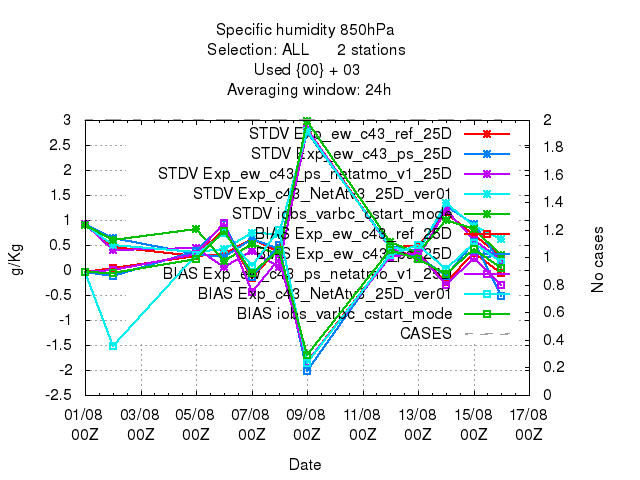 Specific humidity 850hPa
Selection: ALL 2 stations
Used {00} + 03
Averaging window: 24h
3
2.5
2
1.5
1
0.5
0
-0.5
-1
-1.5
-2
-2.5
g/Kg
2
1.8
1.6
1.4
1.2
1
0.8
0.6
0.4
0.2
0
No cases
STDV Exp_ew_c43_ref_25D
STDV Exp_ew_c43_ps_25D
STDV Exp_ew_c43_ps_netatmo_v1_25D
STDV Exp_c43_NetAtv3_25D_ver01
STDV iobs_varbc_cstart_mode
BIAS Exp_ew_c43_ref_25D
BIAS Exp_ew_c43_ps_25D
BIAS Exp_ew_c43_ps_netatmo_v1_25D
BIAS Exp_c43_NetAtv3_25D_ver01
BIAS iobs_varbc_cstart_mode
CASES
01/08 03/08 05/08 07/08 09/08 11/08 13/08 15/08 17/08
00Z 00Z 00Z 00Z 00Z 00Z 00Z 00Z 00Z
Date